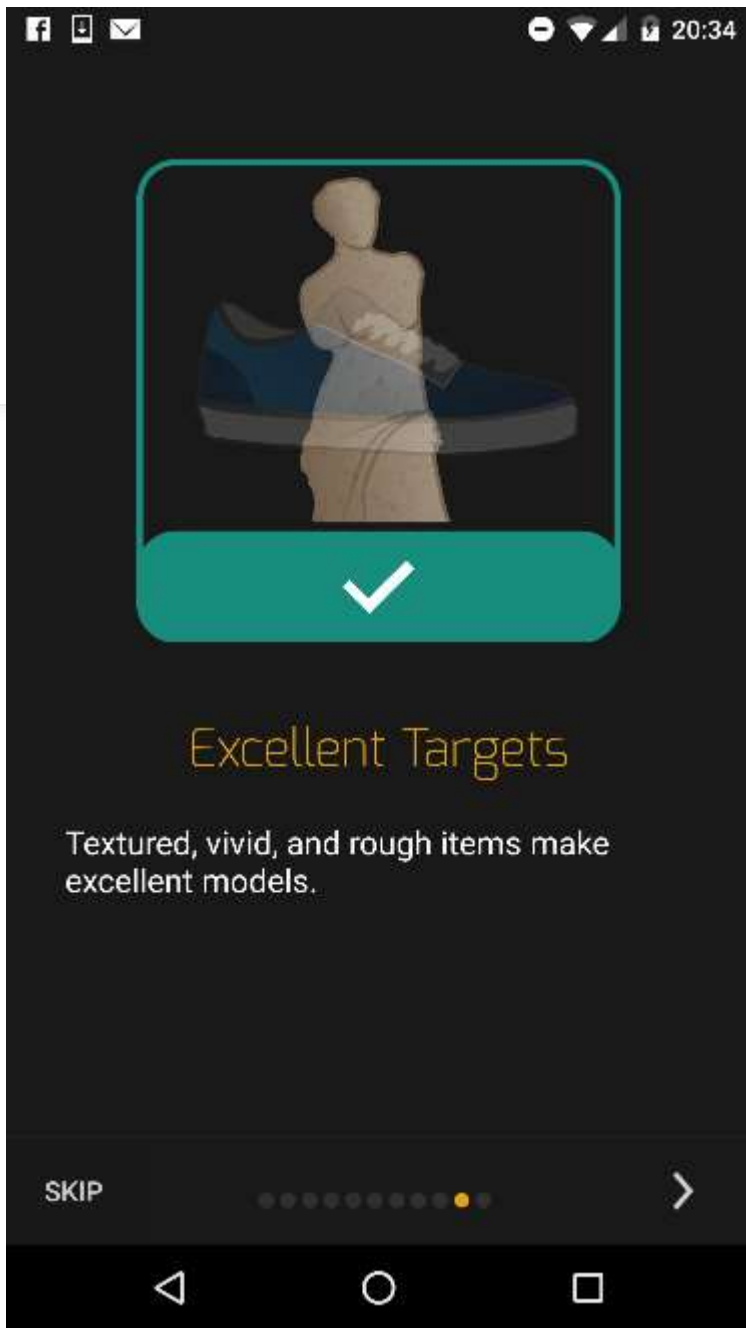 20:34
Excellent Targets
Textured, vivid, and rough items make
excellent models.
SKIP